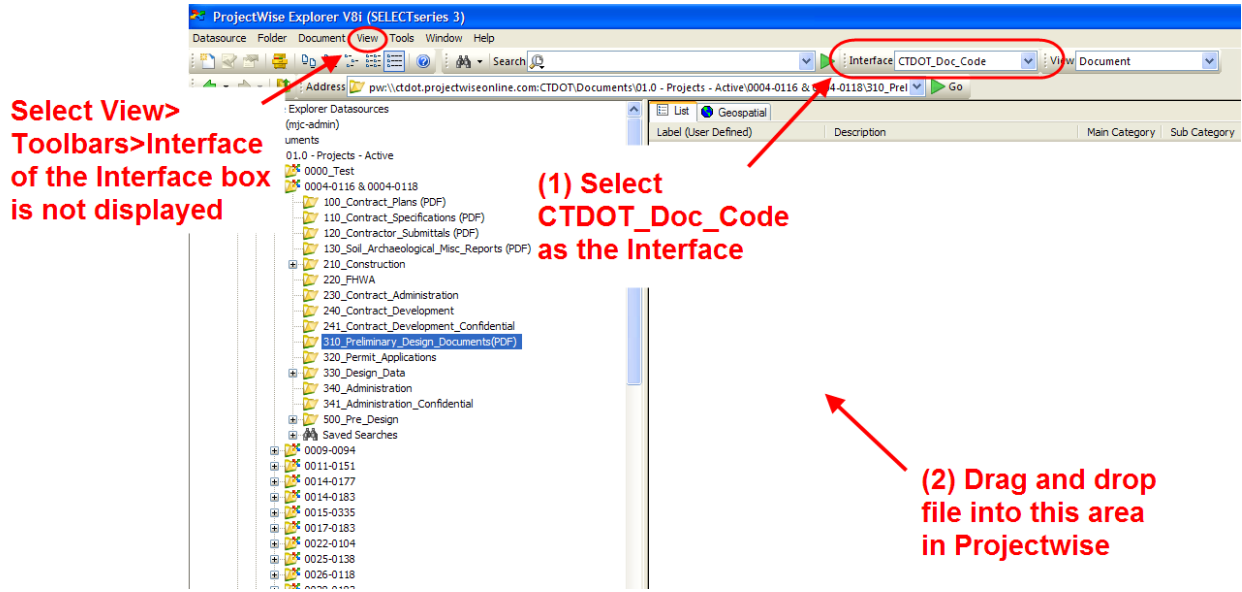 ProjectWise Explorer V8i (SELECTseries 3)
Datasource Folder Document View Tools Window Help
Search Interface CTDOT_Doc_Code View Document
Address pw:\\ctdot.projectwiseonline.com:CTDOT\Documents\01.0 - Projects - Active\0004-0116 & 0004-0118\310_Prel Go
Select View>
Toolbars>Interface
of the Interface box
is not displayed
Explorer Datasources
(mjc-admin)
uments
01.0 - Projects - Active
0000_Test
0004-0116 & 0004-0118
100_Contract_Plans (PDF)
110_Contract_Specifications (PDF)
120_Contractor_Submittals (PDF)
130_Soil_Archaeological_Misc_Reports (PDF)
210_Construction
220_FHWA
230_Contract_Administration
240_Contract_Development
241_Contract_Development_Confidential
310_Preliminary_Design_Documents(PDF)
320_Permit_Applications
330_Design_Data
340_Administration
341_Administration_Confidential
500_Pre_Design
Saved Searches
0009-0094
0011-0151
0014-0177
0014-0183
0015-0335
0017-0183
0022-0104
0025-0138
0026-0118
List Geospatial
Label (User Defined) Description Main Category Sub Category
(1) Select
CTDOT_Doc_Code
as the Interface
(2) Drag and drop
file into this area
in Projectwise